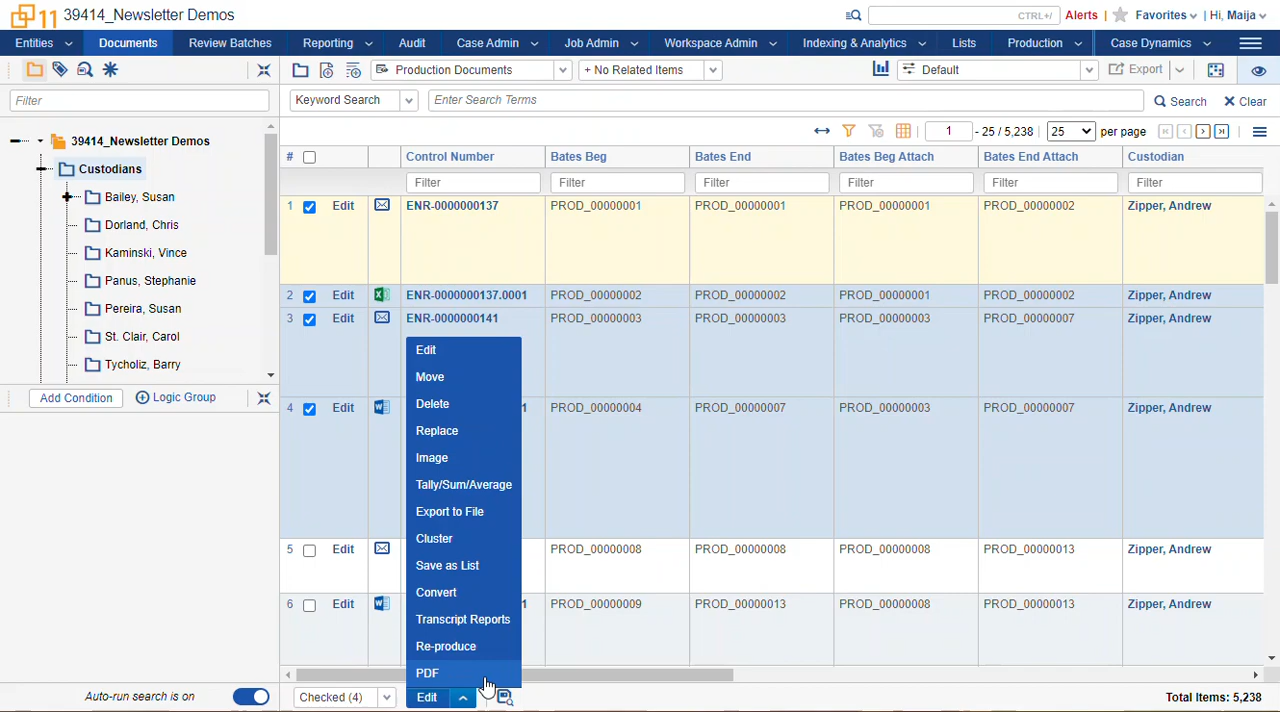 11 39414_Newsletter Demos CTRL+/ Alerts | Favorites | Hi, Maija
Entities Documents Review Batches Reporting Audit Case Admin Job Admin Workspace Admin Indexing & Analytics Lists Production Case Dynamics
Production Documents + No Related Items Default Export
Filter Keyword Search Enter Search Terms Search Clear
39414_Newsletter Demos
Custodians
Bailey, Susan
Dorland, Chris
Kaminski, Vince
Panus, Stephanie
Pereira, Susan
St. Clair, Carol
Tycholiz, Barry
Add Condition Logic Group
1 - 25 / 5,238 25 per page
# Control Number Bates Beg Bates End Bates Beg Attach Bates End Attach Custodian
Filter Filter Filter Filter Filter Filter
1 Edit ENR-0000000137 PROD_00000001 PROD_00000001 PROD_00000001 PROD_00000002 Zipper, Andrew
2 Edit ENR-0000000137.0001 PROD_00000002 PROD_00000002 PROD_00000001 PROD_00000002 Zipper, Andrew
3 Edit ENR-0000000141 PROD_00000003 PROD_00000003 PROD_00000003 PROD_00000007 Zipper, Andrew
4 Edit 1 PROD_00000004 PROD_00000007 PROD_00000003 PROD_00000007 Zipper, Andrew
5 Edit PROD_00000008 PROD_00000008 PROD_00000008 PROD_00000013 Zipper, Andrew
6 Edit 1 PROD_00000009 PROD_00000013 PROD_00000008 PROD_00000013 Zipper, Andrew
Edit
Move
Delete
Replace
Image
Tally/Sum/Average
Export to File
Cluster
Save as List
Convert
Transcript Reports
Re-produce
PDF
Auto-run search is on Checked (4) Edit Total Items: 5,238